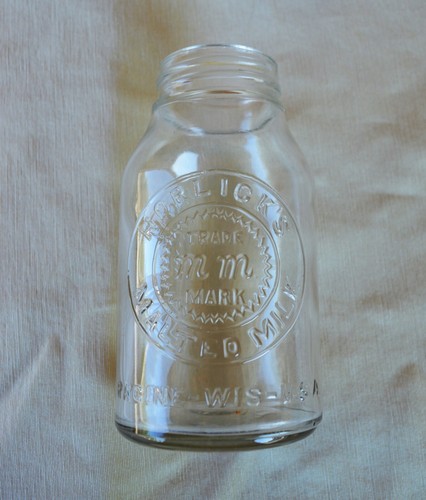 HORLICK'S
TRADE
m m
MARK
MALTED MILK
RACINE-WIS-U.S.A